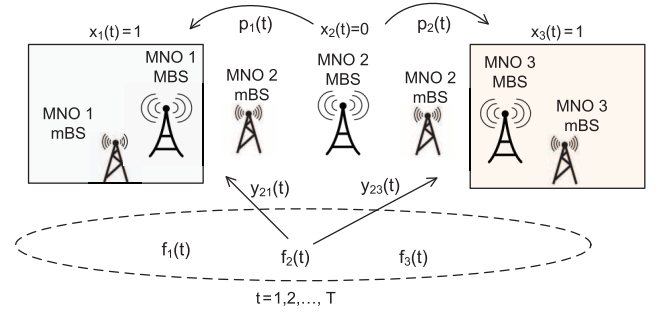 p₁(t)
p₂(t)
x₁(t)=1
x₂(t)=0
x₃(t)=1
MNO 1
MBS
MNO 2
mBS
MNO 2
MBS
MNO 2
mBS
MNO 3
MBS
MNO 1
mBS
MNO 3
mBS
y₂₁(t)
y₂₃(t)
f₁(t)
f₂(t)
f₃(t)
t=1,2,..., T